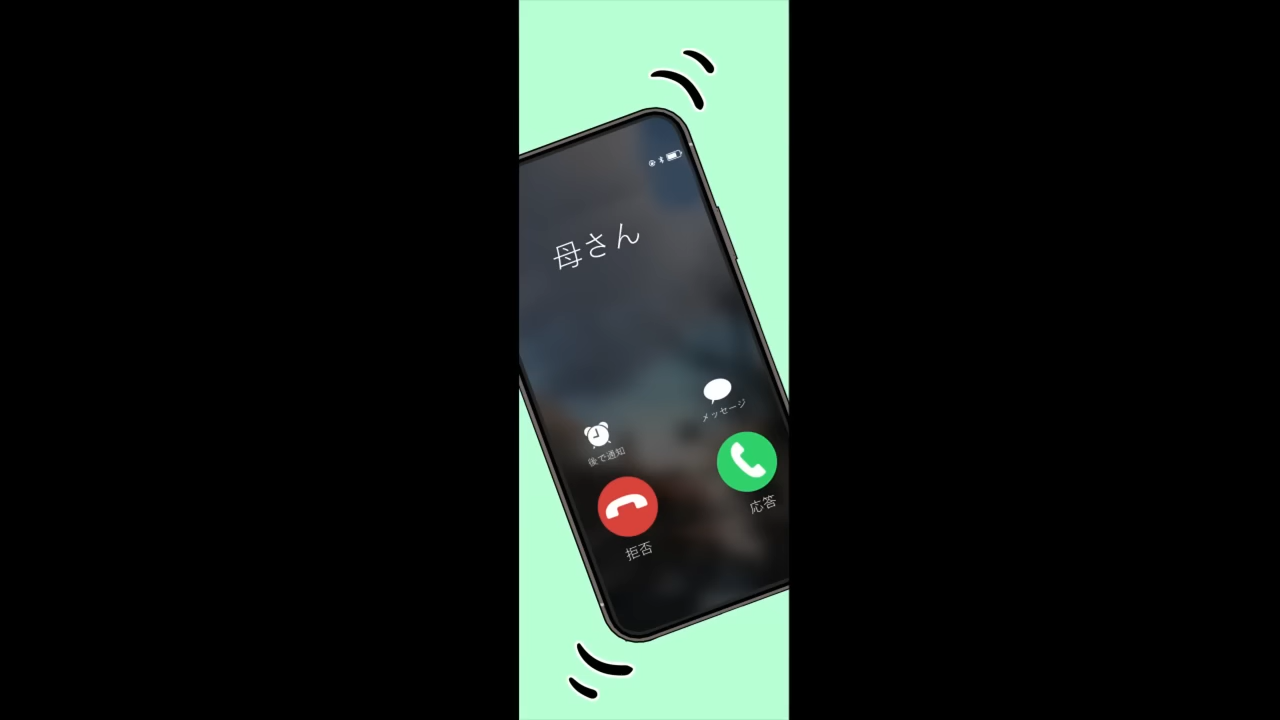 母さん
メッセージ
後で通知
応答
拒否